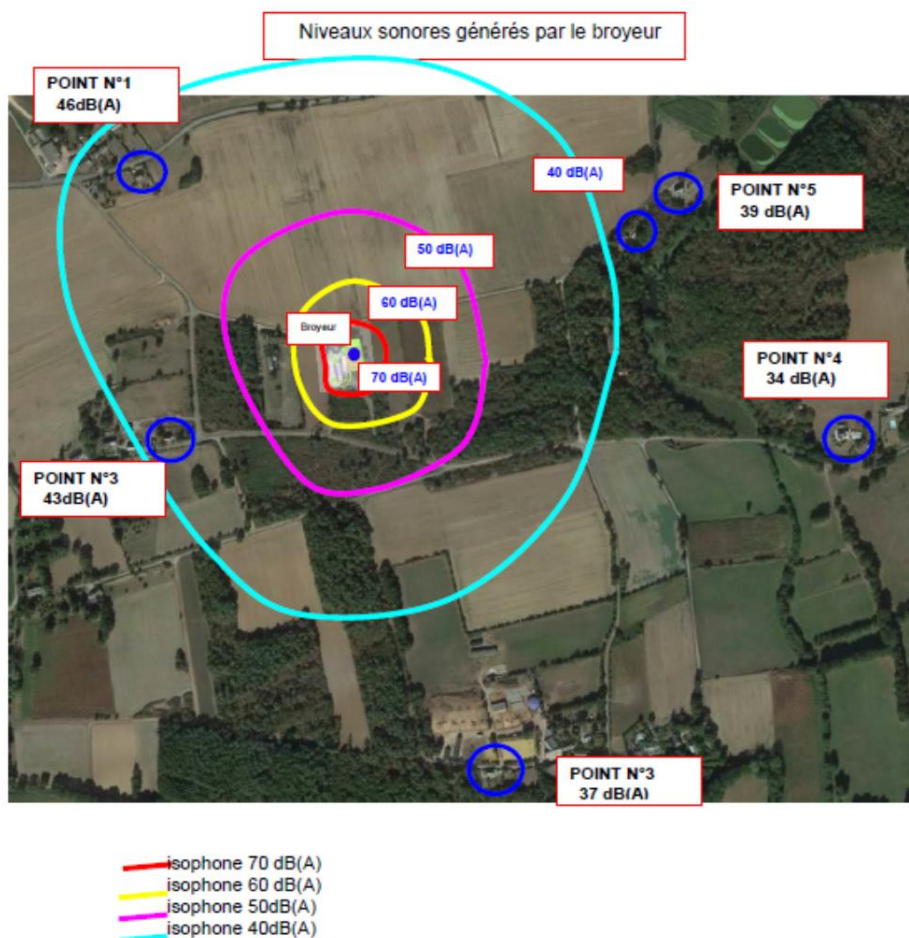 Niveaux sonores générés par le broyeur
POINT N°1
46dB(A)
40 dB(A)
POINT N°5
39 dB(A)
50 dB(A)
60 dB(A)
Broyeur
70 dB(A)
POINT N°4
34 dB(A)
POINT N°3
43dB(A)
POINT N°3
37 dB(A)
isophone 70 dB(A)
isophone 60 dB(A)
isophone 50dB(A)
isophone 40dB(A)